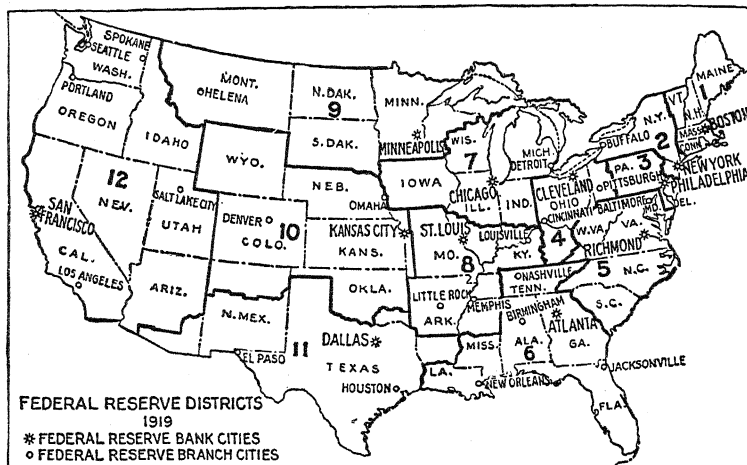 SPOKANE
SEATTLE
WASH.
PORTLAND
OREGON
IDAHO
MONT.
HELENA
N. DAK.
9
S. DAK.
MINN.
MINNEAPOLIS
WIS.
7
MICH.
DETROIT
CHICAGO
ILL.
IND.
IOWA
WYO.
NEB.
OMAHA
12
NEV.
SALT LAKE CITY
UTAH
SAN
FRANCISCO
CAL.
LOS ANGELES
ARIZ.
DENVER
COLO.
10
KANSAS CITY
KANS.
OKLA.
N. MEX.
EL PASO
11
DALLAS
TEXAS
HOUSTON
ST. LOUIS
MO.
8
LITTLE ROCK
ARK.
LOUISVILLE
KY.
NASHVILLE
TENN.
MEMPHIS
MISS.
LA.
NEW ORLEANS
BIRMINGHAM
ALA.
6
ATLANTA
GA.
JACKSONVILLE
FLA.
S.C.
N.C.
5
RICHMOND
VA.
W. VA.
4
CLEVELAND
OHIO
CINCINNATI
PA.
3
PITTSBURGH
BALTIMORE
MD.
DEL.
PHILADELPHIA
NEW YORK
BUFFALO
N.Y.
2
VT.
N.H.
MAINE
1
MASS.
BOSTON
CONN.
FEDERAL RESERVE DISTRICTS
1919
✳ FEDERAL RESERVE BANK CITIES
o FEDERAL RESERVE BRANCH CITIES